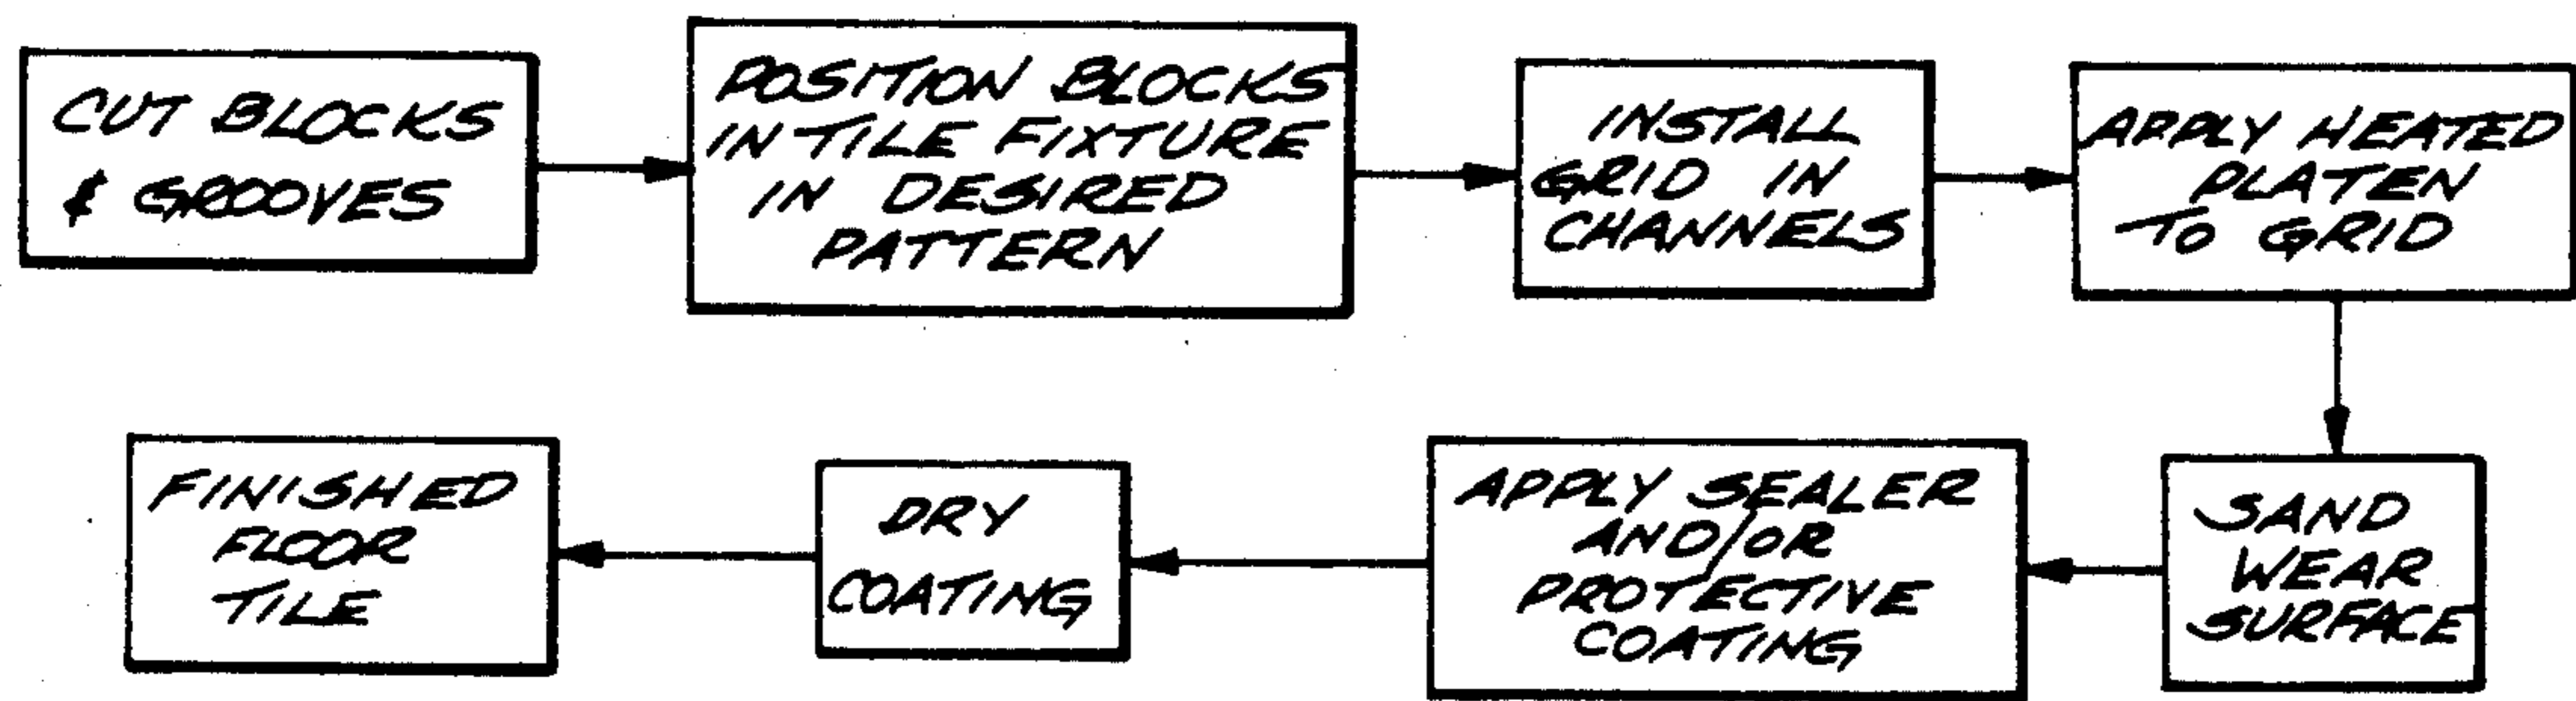 CUT BLOCKS
& GROOVES
POSITION BLOCKS
IN TILE FIXTURE
IN DESIRED
PATTERN
INSTALL
GRID IN
CHANNELS
APPLY HEATED
PLATEN
TO GRID
SAND
WEAR
SURFACE
APPLY SEALER
AND/OR
PROTECTIVE
COATING
DRY
COATING
FINISHED
FLOOR
TILE